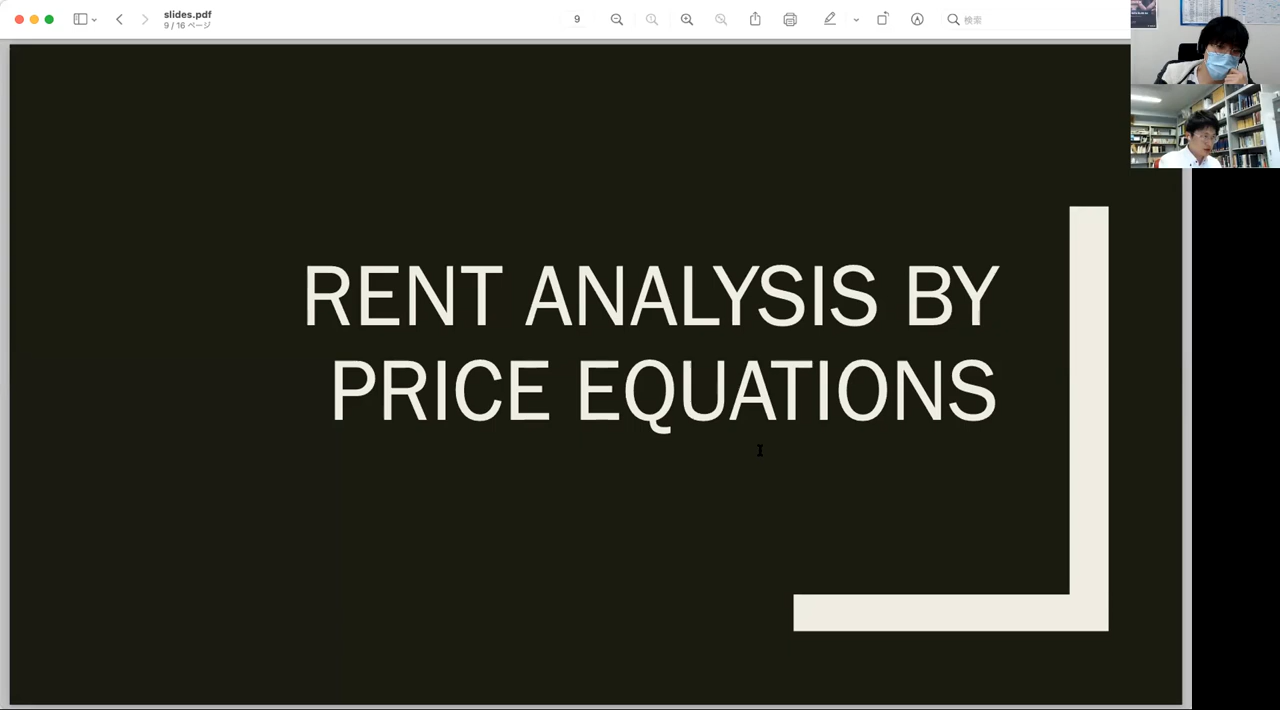 slides.pdf
9 / 16 ページ
9
検索
RENT ANALYSIS BY
PRICE EQUATIONS